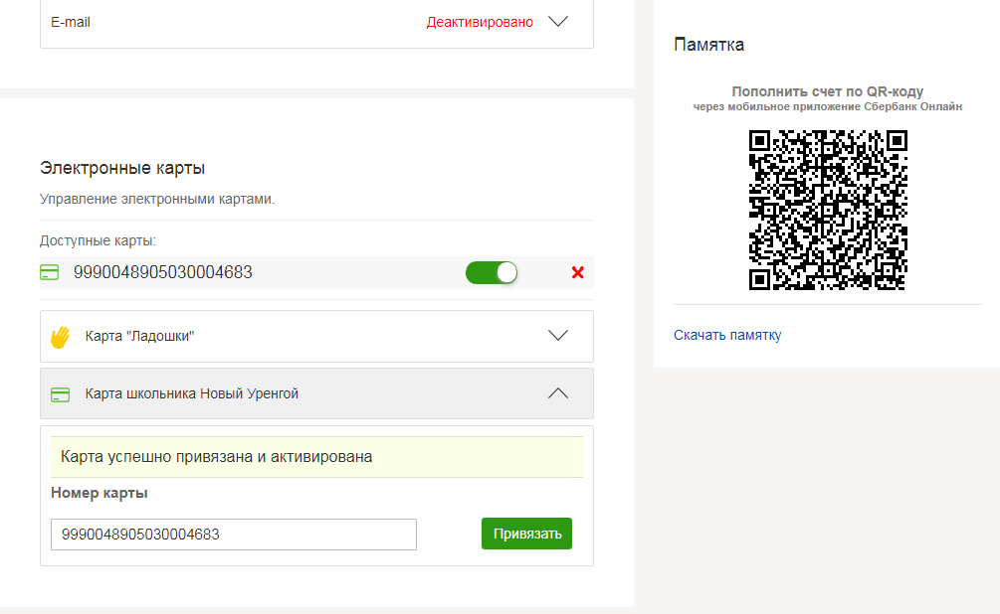 E-mail
Деактивировано
Электронные карты
Управление электронными картами.
Доступные карты:
9990048905030004683
Карта "Ладошки"
Карта школьника Новый Уренгой
Карта успешно привязана и активирована
Номер карты
9990048905030004683
Привязать
Памятка
Пополнить счет по QR-коду
через мобильное приложение Сбербанк Онлайн
Скачать памятку